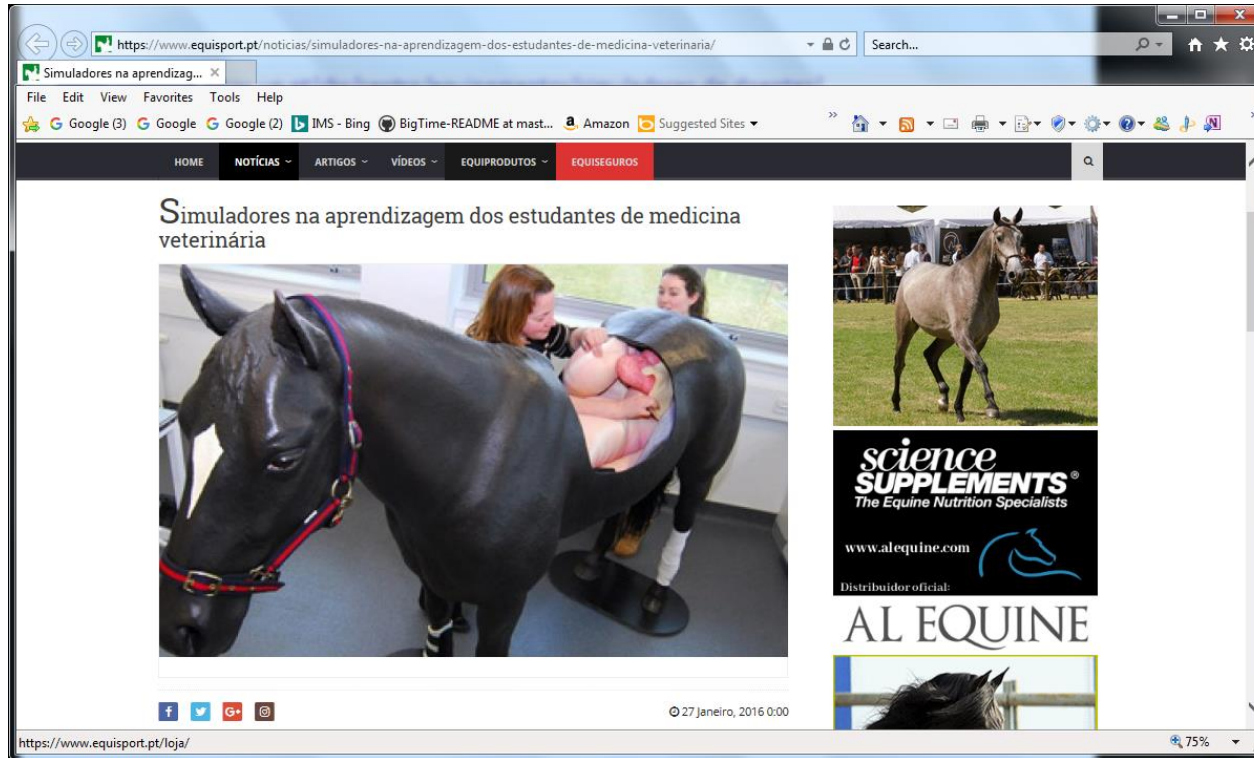 https://www.equisport.pt/noticias/simuladores-na-aprendizagem-dos-estudantes-de-medicina-veterinaria/
Search...
Simuladores na aprendizag...
File Edit View Favorites Tools Help
Google (3) Google Google (2) IMS - Bing BigTime-README at mast... Amazon Suggested Sites
HOME NOTÍCIAS ARTIGOS VÍDEOS EQUIPRODUTOS EQUISEGUROS
Simuladores na aprendizagem dos estudantes de medicina
veterinária
science
SUPPLEMENTS®
The Equine Nutrition Specialists
www.alequine.com
Distribuidor oficial:
AL EQUINE
27 Janeiro, 2016 0:00
https://www.equisport.pt/loja/
75%